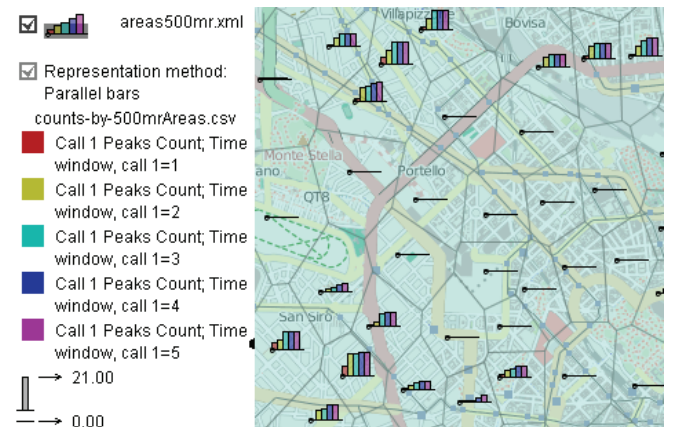 areas500mr.xml
Representation method:
Parallel bars
counts-by-500mrAreas.csv
Call 1 Peaks Count; Time
window, call 1=1
Call 1 Peaks Count; Time
window, call 1=2
Call 1 Peaks Count; Time
window, call 1=3
Call 1 Peaks Count; Time
window, call 1=4
Call 1 Peaks Count; Time
window, call 1=5
21.00
0.00
Bovisa
Monte Stella
Portello
ano
QT8
San Siro